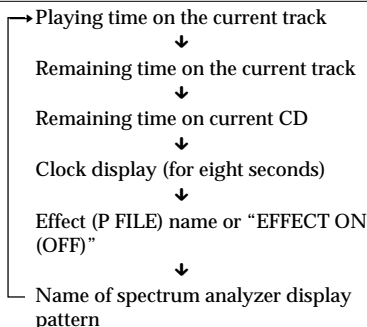 Playing time on the current track
Remaining time on the current track
Remaining time on current CD
Clock display (for eight seconds)
Effect (P FILE) name or “EFFECT ON
(OFF)”
Name of spectrum analyzer display
pattern